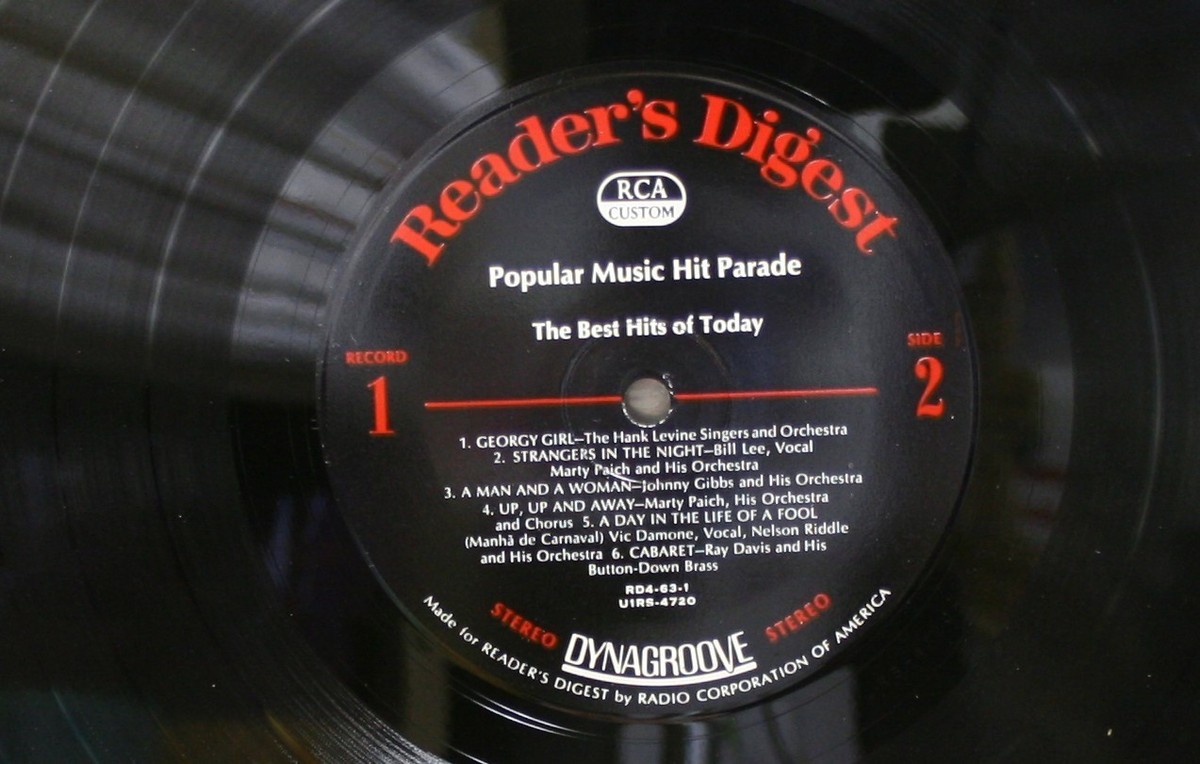 Reader's Digest
RCA
CUSTOM
Popular Music Hit Parade
The Best Hits of Today
RECORD
1
SIDE
2
1. GEORGY GIRL—The Hank Levine Singers and Orchestra
2. STRANGERS IN THE NIGHT—Bill Lee, Vocal
Marty Paich and His Orchestra
3. A MAN AND A WOMAN—Johnny Gibbs and His Orchestra
4. UP, UP AND AWAY—Marty Paich, His Orchestra
and Chorus 5. A DAY IN THE LIFE OF A FOOL
(Manhã de Carnaval) Vic Damone, Vocal, Nelson Riddle
and His Orchestra 6. CABARET—Ray Davis and His
Button-Down Brass
RD4-63-1
U1RS-4720
STEREO
DYNAGROOVE
STEREO
Made for READER'S DIGEST by RADIO CORPORATION OF AMERICA